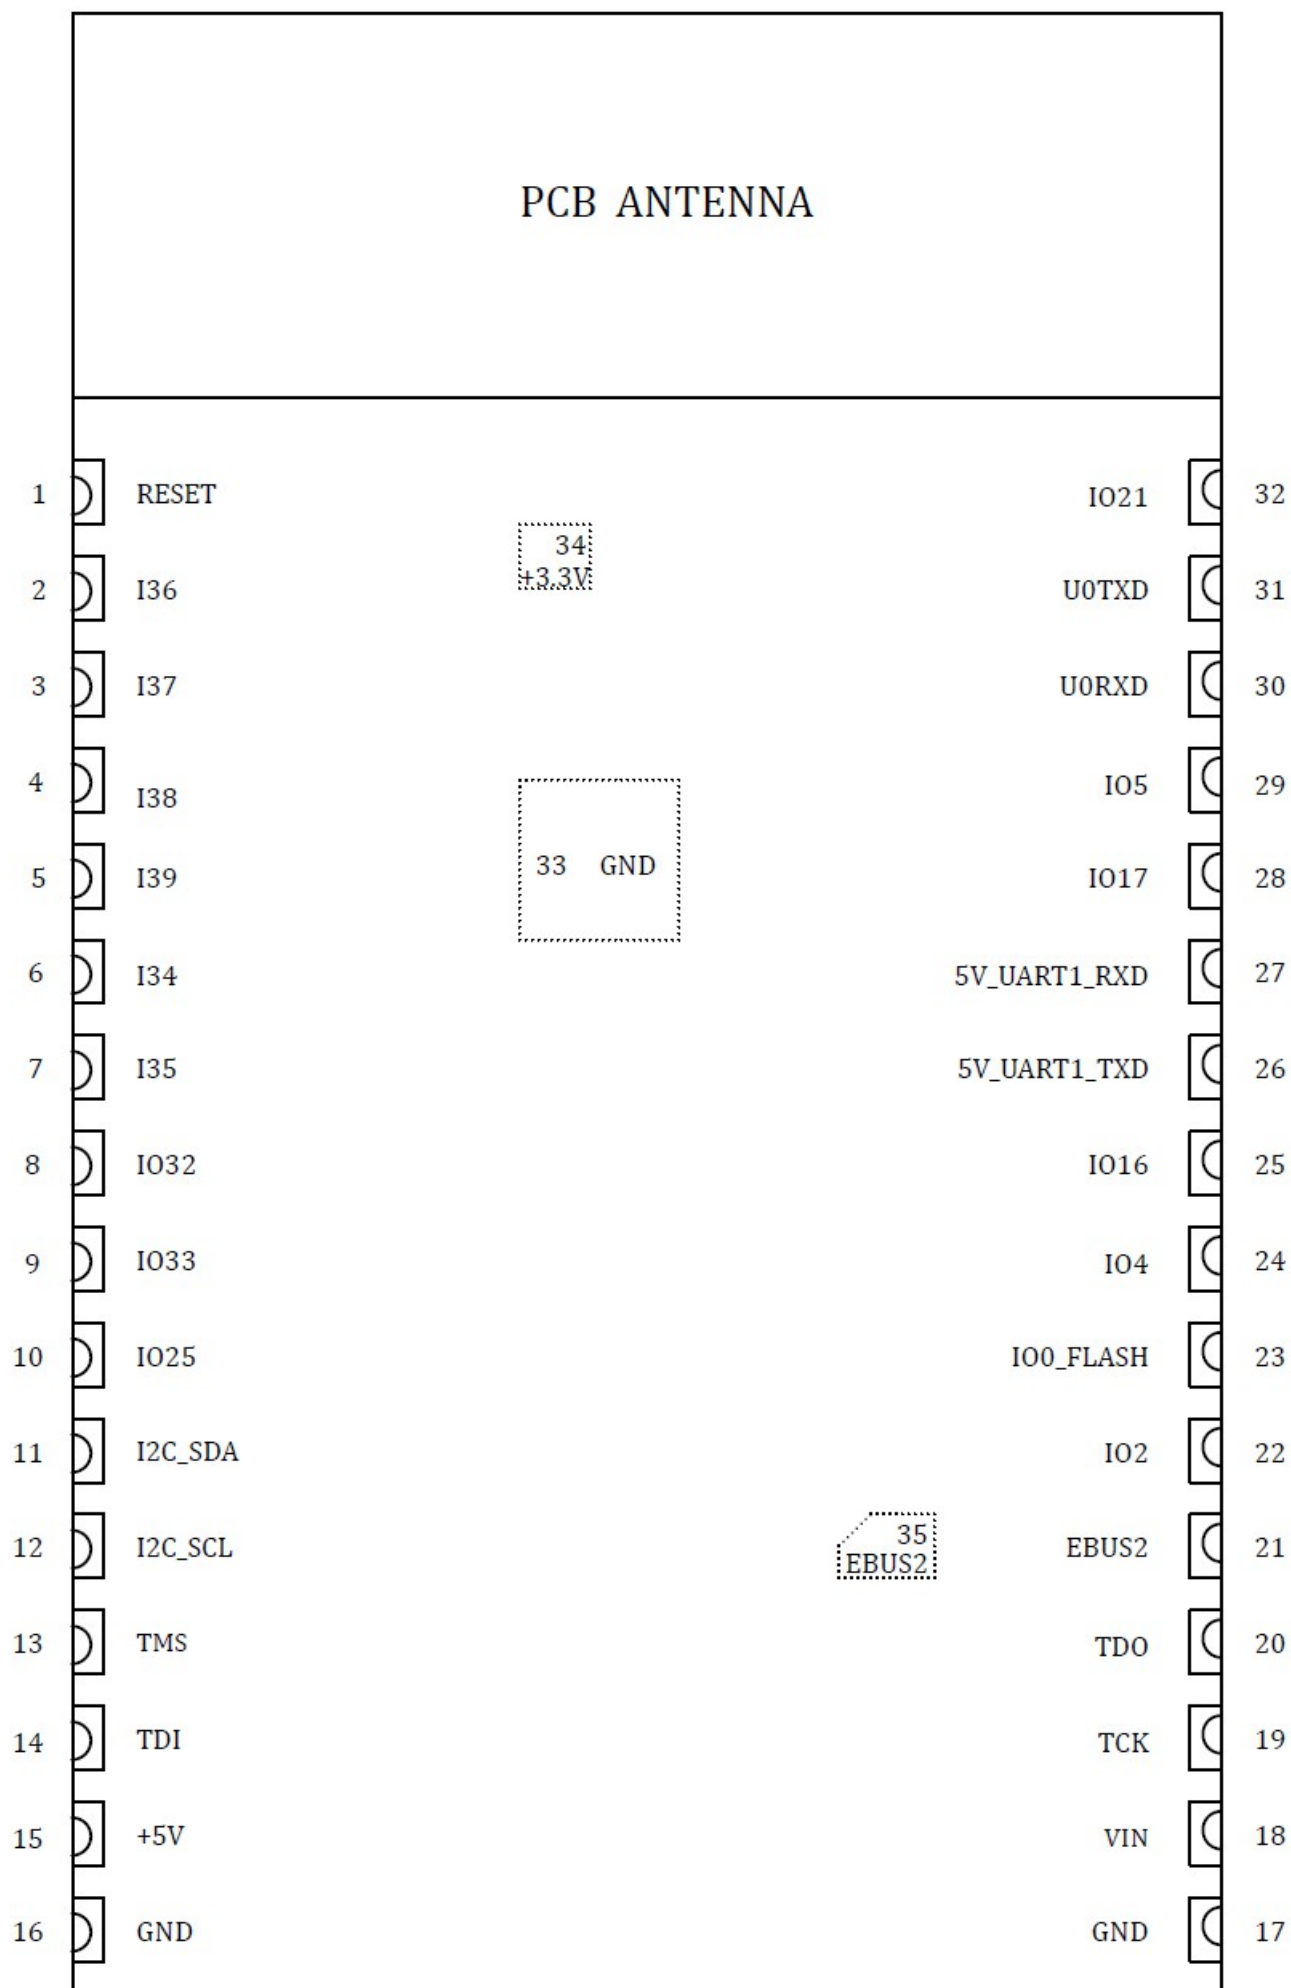 PCB ANTENNA
1 RESET IO21 32
34
+3.3V
2 I36 U0TXD 31
3 I37 U0RXD 30
4 I38 IO5 29
33 GND
5 I39 IO17 28
6 I34 5V_UART1_RXD 27
7 I35 5V_UART1_TXD 26
8 IO32 IO16 25
9 IO33 IO4 24
10 IO25 IO0_FLASH 23
11 I2C_SDA IO2 22
35
EBUS2
12 I2C_SCL EBUS2 21
13 TMS TDO 20
14 TDI TCK 19
15 +5V VIN 18
16 GND GND 17